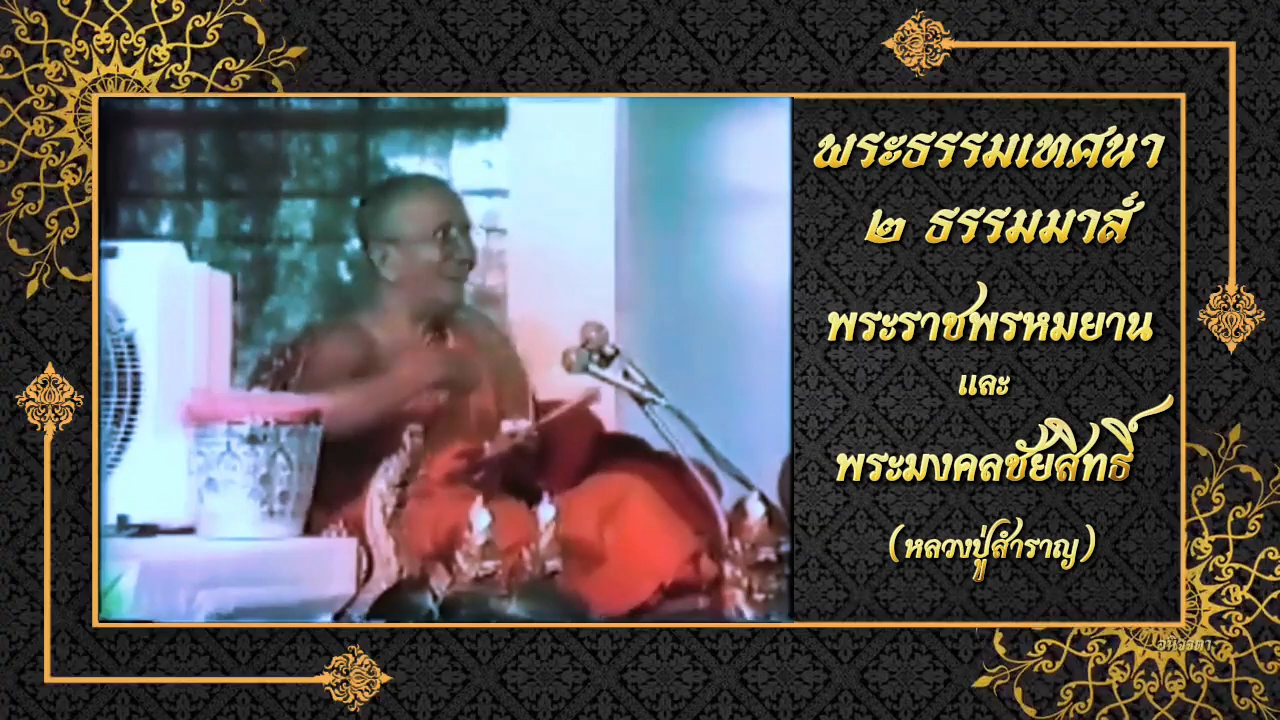 พระธรรมเทศนา
๒ ธรรมมาส์
พระราชพรหมยาน
และ
พระมงคลชัยสิทธิ์
(หลวงปู่สำราญ)